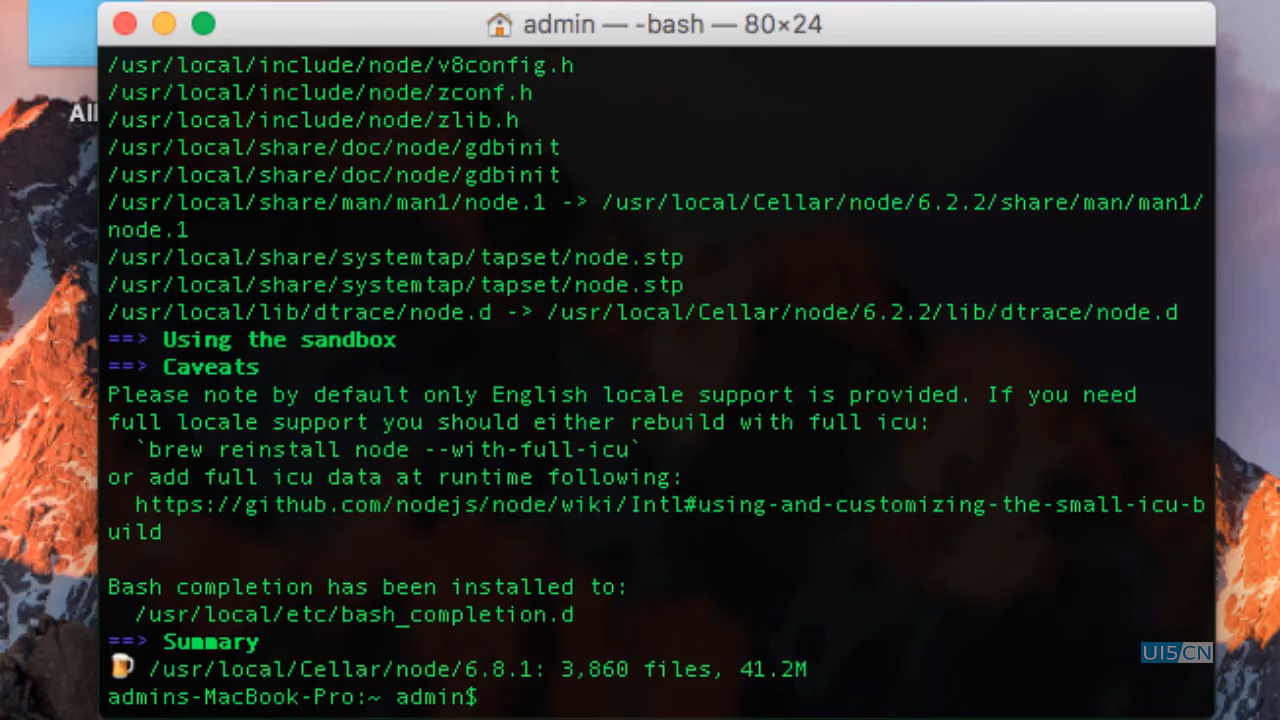 admin — -bash — 80×24
/usr/local/include/node/v8config.h
/usr/local/include/node/zconf.h
All
/usr/local/include/node/zlib.h
/usr/local/share/doc/node/gdbinit
/usr/local/share/doc/node/gdbinit
/usr/local/share/man/man1/node.1 -> /usr/local/Cellar/node/6.2.2/share/man/man1/
node.1
/usr/local/share/systemtap/tapset/node.stp
/usr/local/share/systemtap/tapset/node.stp
/usr/local/lib/dtrace/node.d -> /usr/local/Cellar/node/6.2.2/lib/dtrace/node.d
==> Using the sandbox
==> Caveats
Please note by default only English locale support is provided. If you need
full locale support you should either rebuild with full icu:
`brew reinstall node --with-full-icu`
or add full icu data at runtime following:
https://github.com/nodejs/node/wiki/Intl#using-and-customizing-the-small-icu-b
uild
Bash completion has been installed to:
/usr/local/etc/bash_completion.d
==> Summary
🍺 /usr/local/Cellar/node/6.8.1: 3,860 files, 41.2M
admins-MacBook-Pro:~ admin$
UI5CN